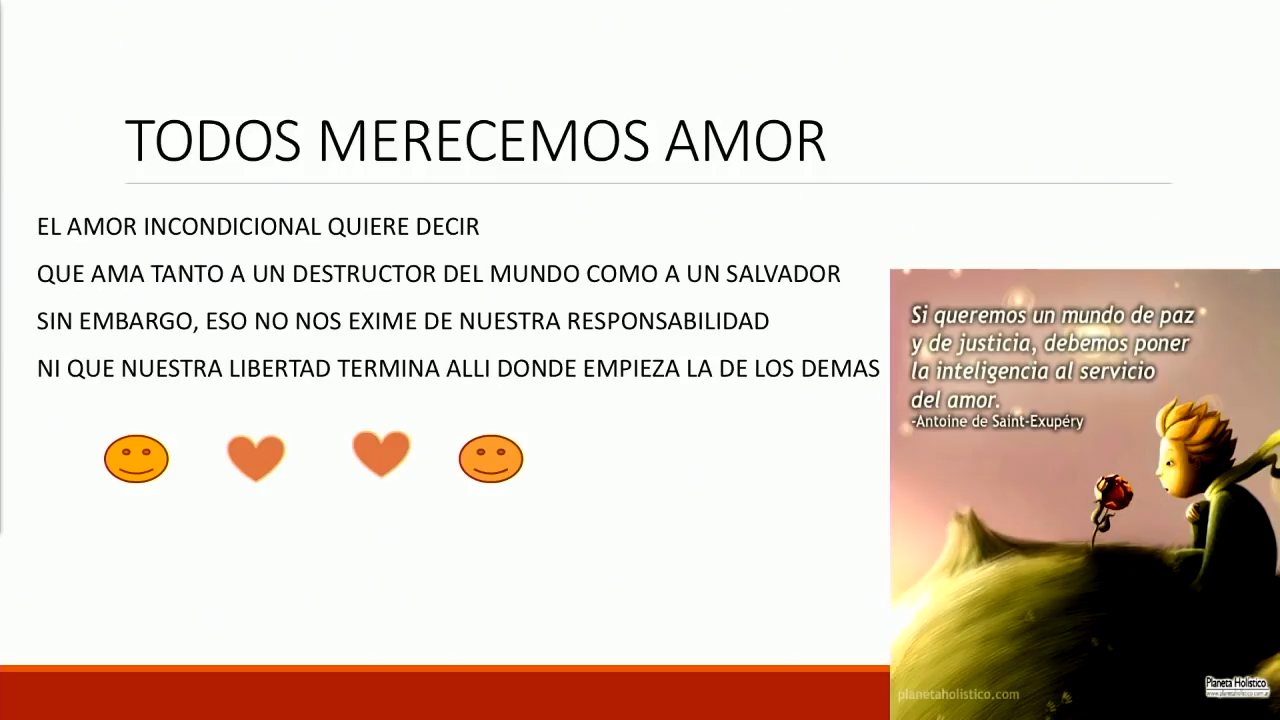 TODOS MERECEMOS AMOR
EL AMOR INCONDICIONAL QUIERE DECIR
QUE AMA TANTO A UN DESTRUCTOR DEL MUNDO COMO A UN SALVADOR
SIN EMBARGO, ESO NO NOS EXIME DE NUESTRA RESPONSABILIDAD
NI QUE NUESTRA LIBERTAD TERMINA ALLI DONDE EMPIEZA LA DE LOS DEMAS
Si queremos un mundo de paz
y de justicia, debemos poner
la inteligencia al servicio
del amor.
-Antoine de Saint-Exupéry
planetaholistico.com
Planeta Holistico